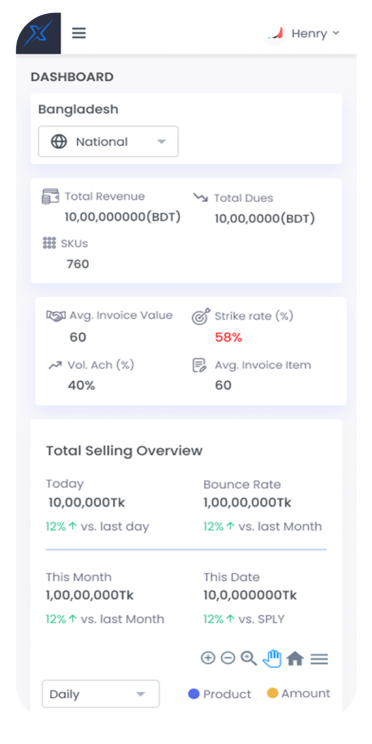 Henry
DASHBOARD
Bangladesh
National
Total Revenue
10,00,000000(BDT)
Total Dues
10,00,0000(BDT)
SKUs
760
Avg. Invoice Value
60
Strike rate (%)
58%
Vol. Ach (%)
40%
Avg. Invoice Item
60
Total Selling Overview
Today
10,00,000Tk
12% ↑ vs. last day
Bounce Rate
1,00,00,000Tk
12% ↑ vs. last Month
This Month
1,00,00,000Tk
12% ↑ vs. last Month
This Date
10,0,000000Tk
12% ↑ vs. SPLY
Daily
Product
Amount